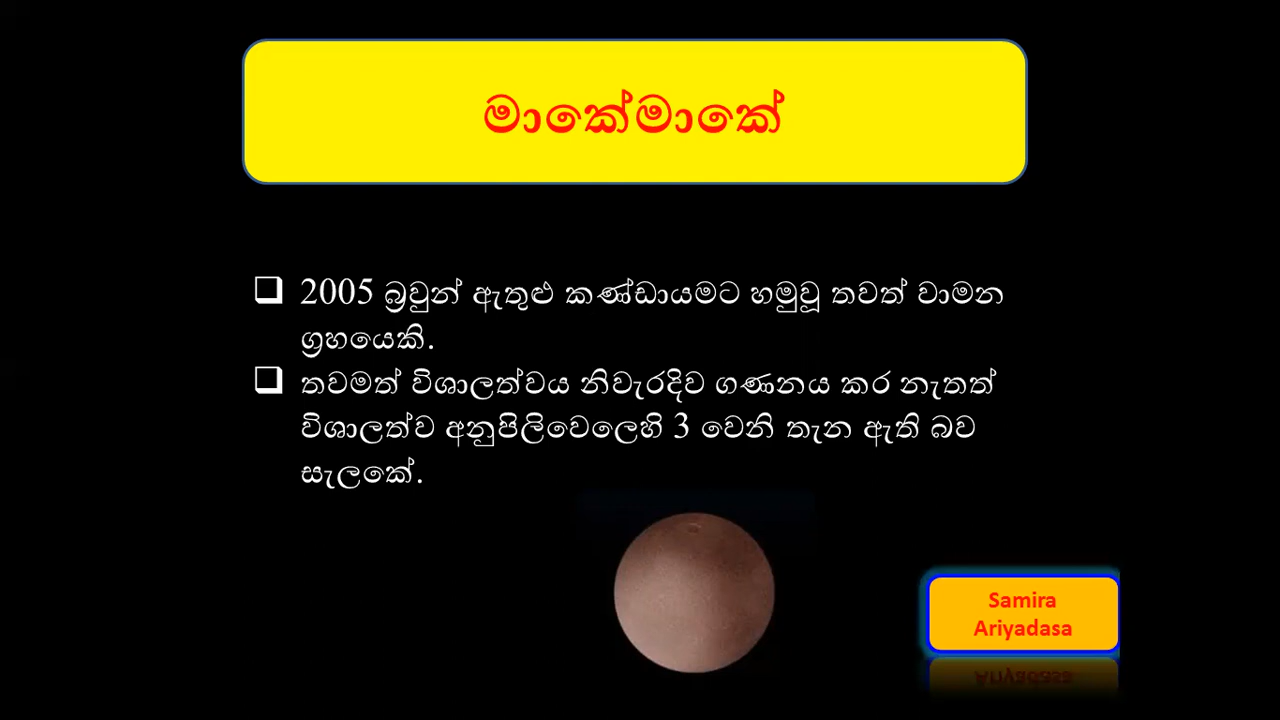 මාකේමාකේ
2005 බ්‍රවුන් ඇතුළු කණ්ඩායමට හමුවූ තවත් වාමන
ග්‍රහයෙකි.
තවමත් විශාලත්වය නිවැරදිව ගණනය කර නැතත්
විශාලත්ව අනුපිලිවෙලෙහි 3 වෙනි තැන ඇති බව
සැලකේ.
Samira
Ariyadasa